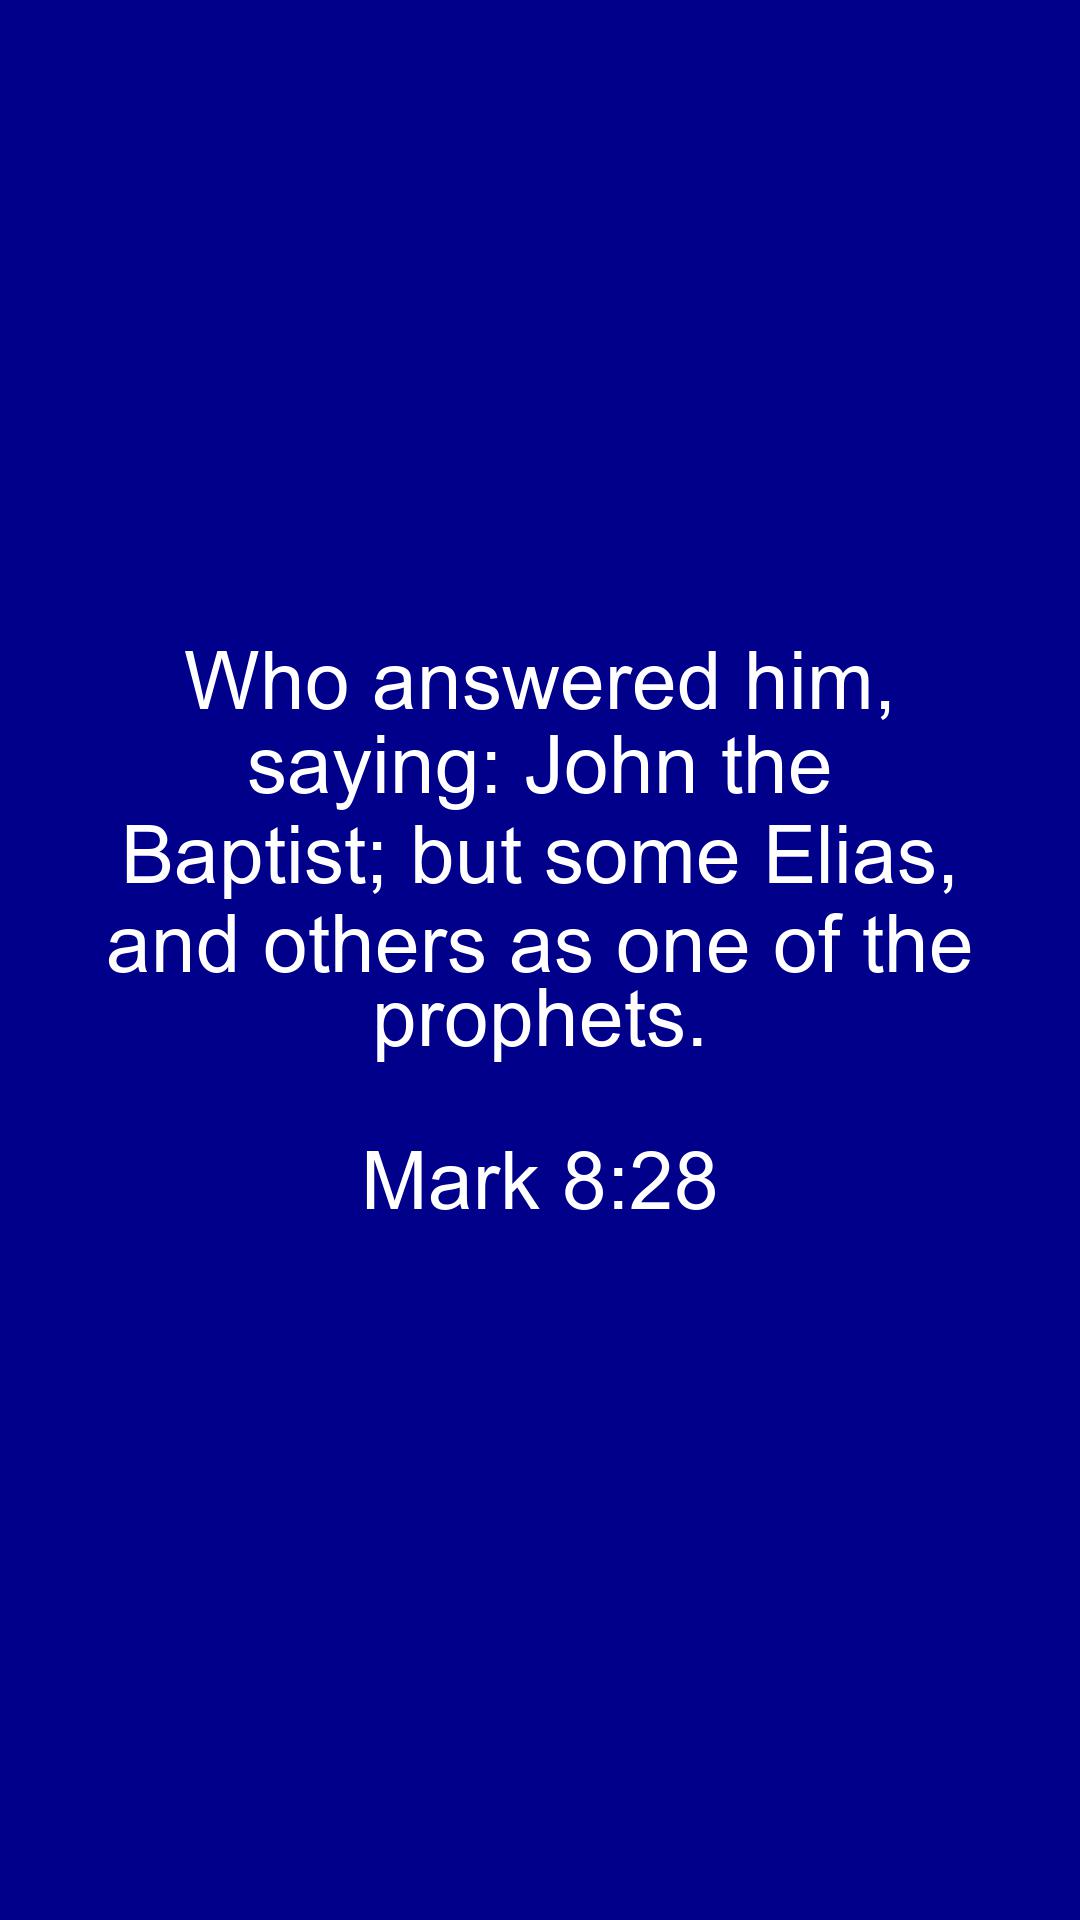 Who answered him,
saying: John the
Baptist; but some Elias,
and others as one of the
prophets.
Mark 8:28